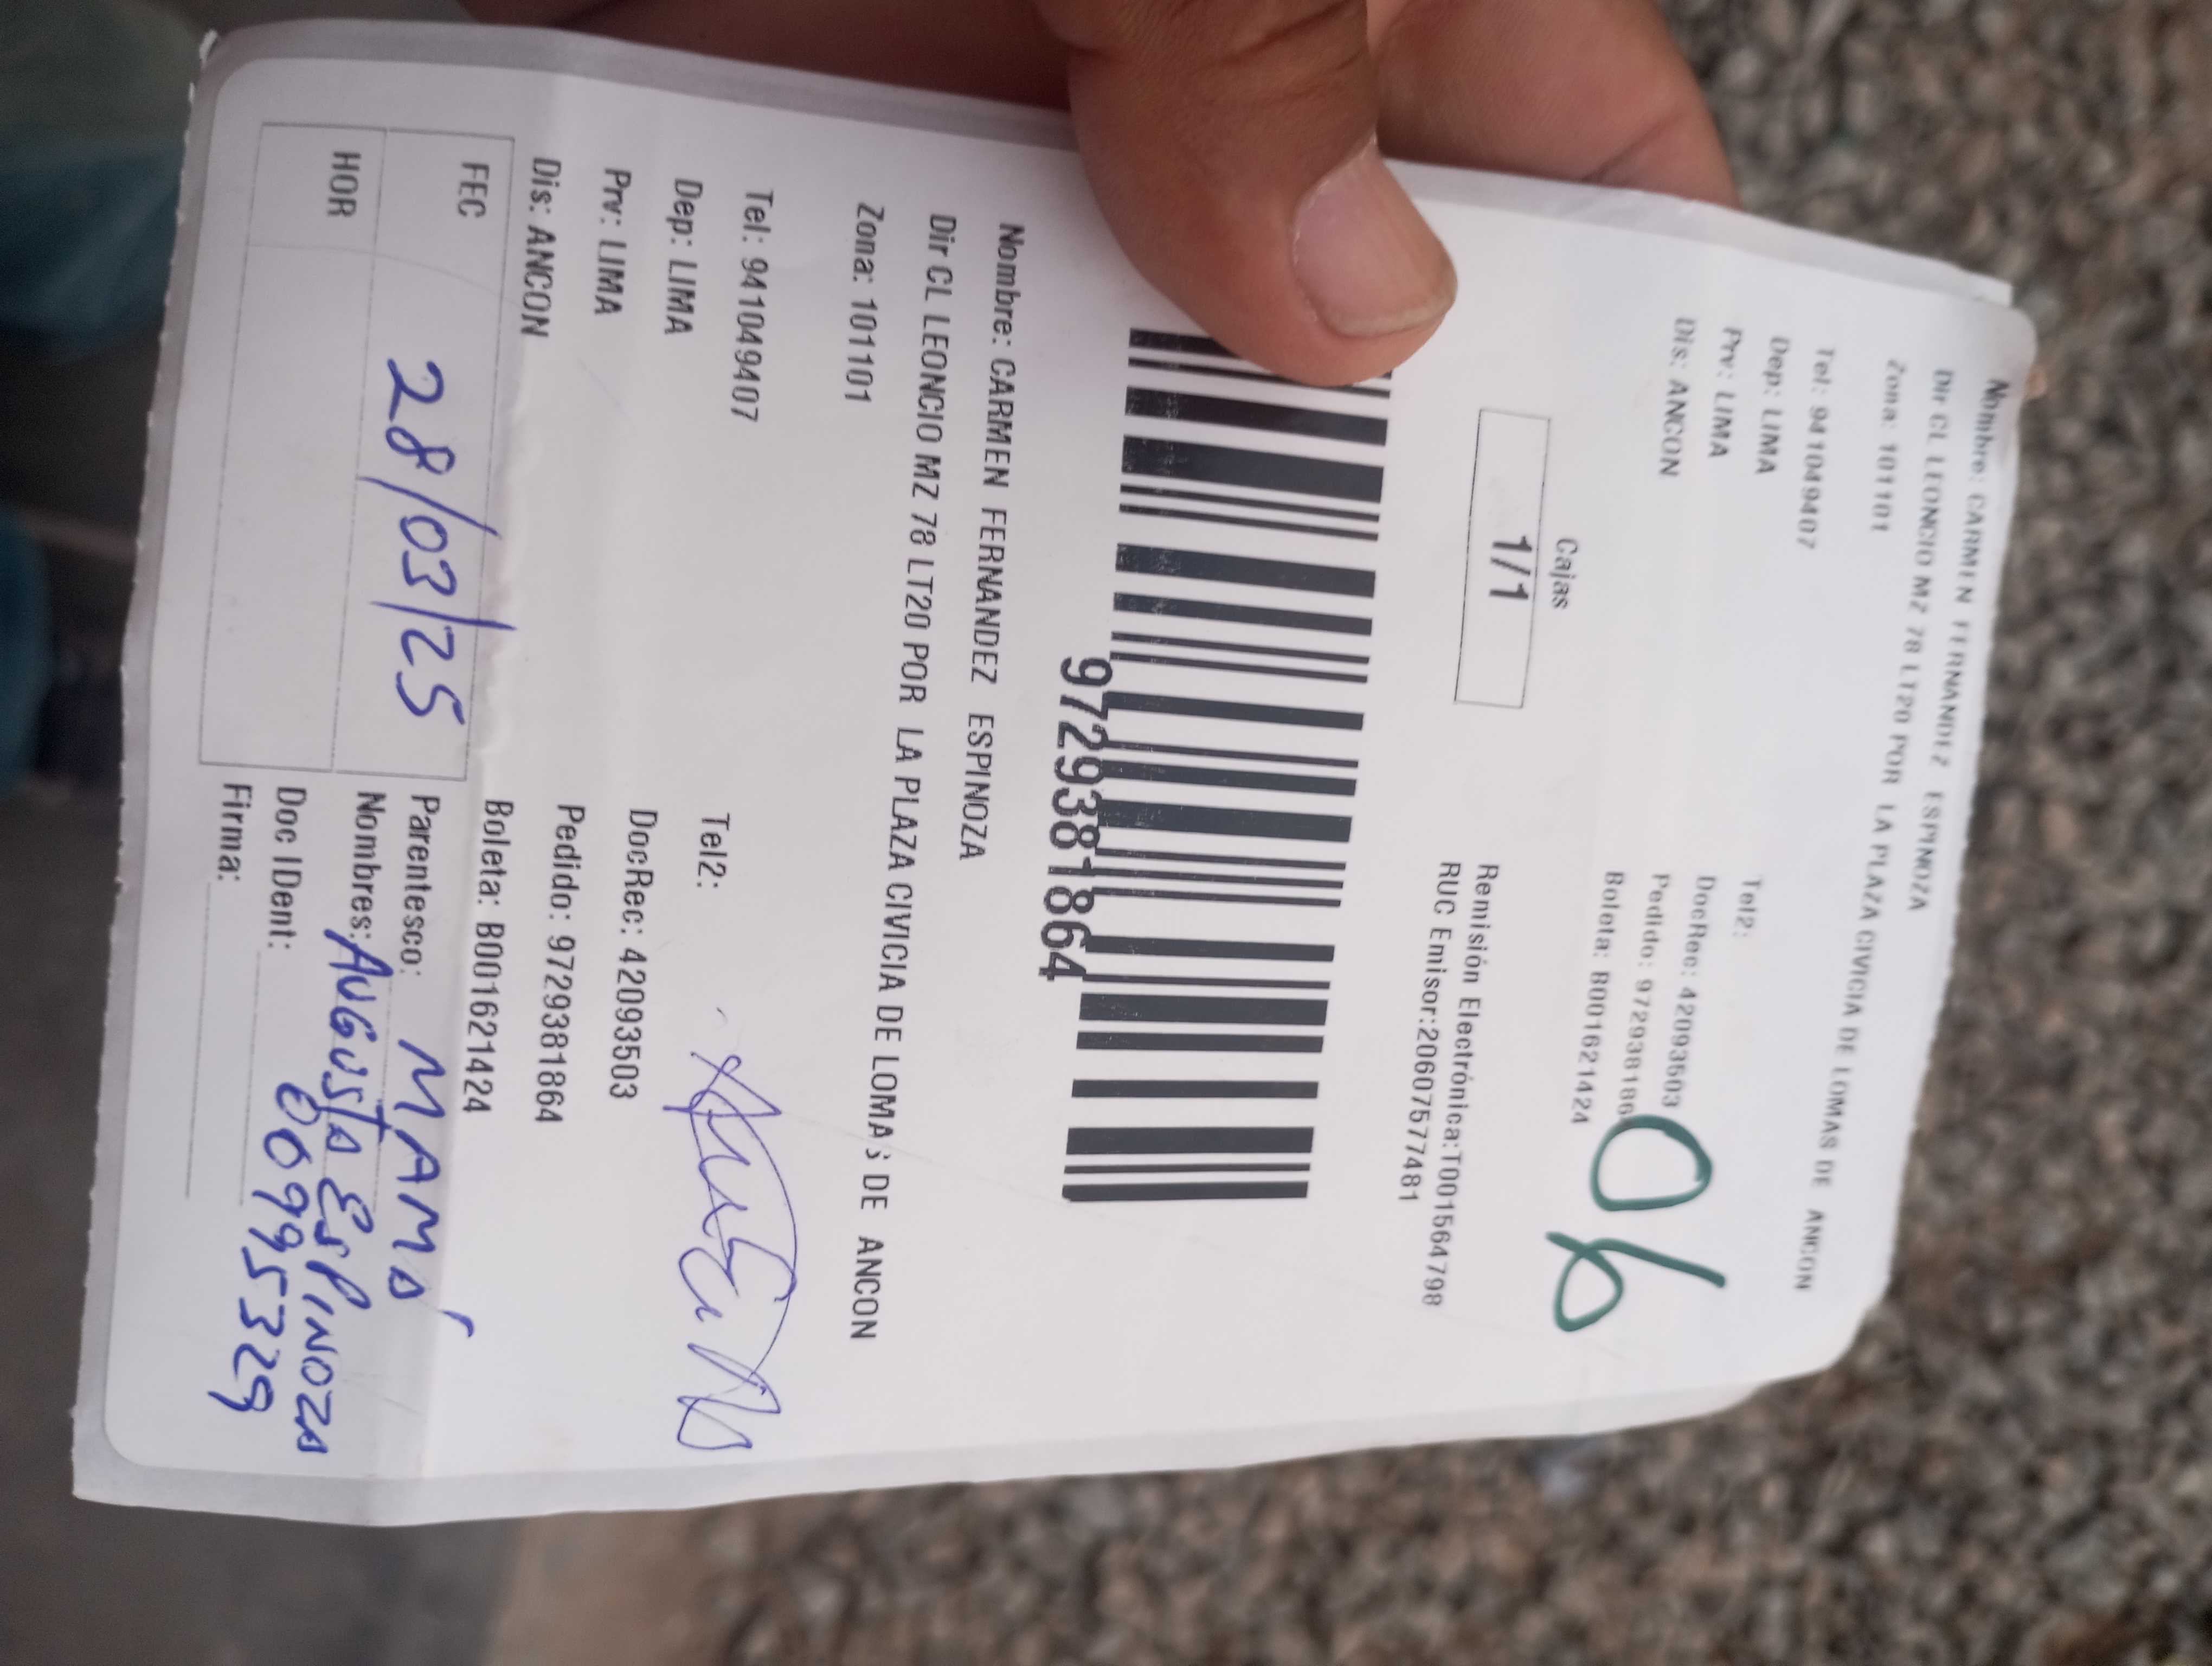 Nombre: CARMEN FERNANDEZ ESPINOZA
Dir CL LEONCIO MZ 78 LT20 POR LA PLAZA CIVICIA DE LOMAS DE ANCON
Zona: 101101
Tel: 941049407 Tel2:
Dep: LIMA DocRec: 42093503
Prv: LIMA Pedido: 972938186
Dis: ANCON Boleta: B001621424
06
Cajas
1/1
Remisión Electrónica:T001564798
RUC Emisor:20607577481
9729381864
Nombre: CARMEN FERNANDEZ ESPINOZA
Dir CL LEONCIO MZ 78 LT20 POR LA PLAZA CIVICIA DE LOMAS DE ANCON
Zona: 101101
Tel: 941049407 Tel2:
Dep: LIMA DocRec: 42093503
Prv: LIMA Pedido: 9729381864
Dis: ANCON Boleta: B001621424
FEC 28/03/25 Parentesco: MAMÁ
HOR Nombres: AUGUSTA ESPINOZA
Doc IDent: 06995329
Firma: